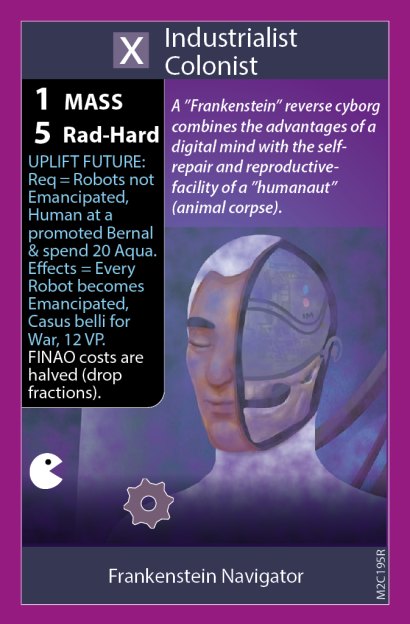 X
Industrialist
Colonist
1 MASS
5 Rad-Hard
UPLIFT FUTURE:
Req = Robots not
Emancipated,
Human at a
promoted Bernal
& spend 20 Aqua.
Effects = Every
Robot becomes
Emancipated,
Casus belli for
War, 12 VP.
FINAO costs are
halved (drop
fractions).
A "Frankenstein" reverse cyborg
combines the advantages of a
digital mind with the self-
repair and reproductive-
facility of a "humanaut"
(animal corpse).
Frankenstein Navigator
M2C195R